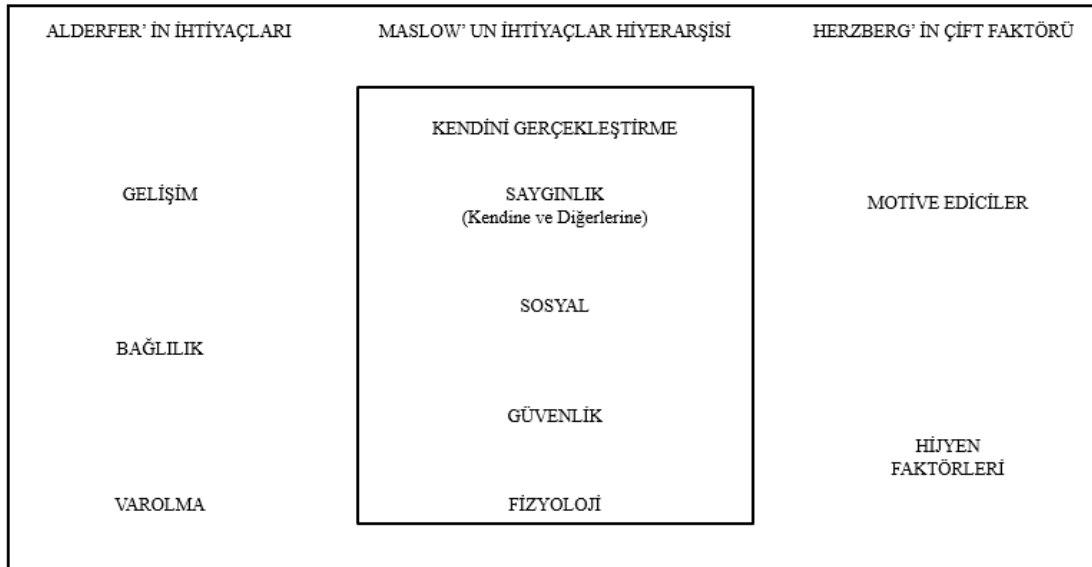 ALDERFER’ İN İHTİYAÇLARI
MASLOW’ UN İHTİYAÇLAR HİYERARŞİSİ
HERZBERG’ İN ÇİFT FAKTÖRÜ
KENDİNİ GERÇEKLEŞTİRME
GELİŞİM
SAYGINLIK
(Kendine ve Diğerlerine)
MOTİVE EDİCİLER
SOSYAL
BAĞLILIK
GÜVENLİK
HİJYEN
FAKTÖRLERİ
VAROLMA
FİZYOLOJİ